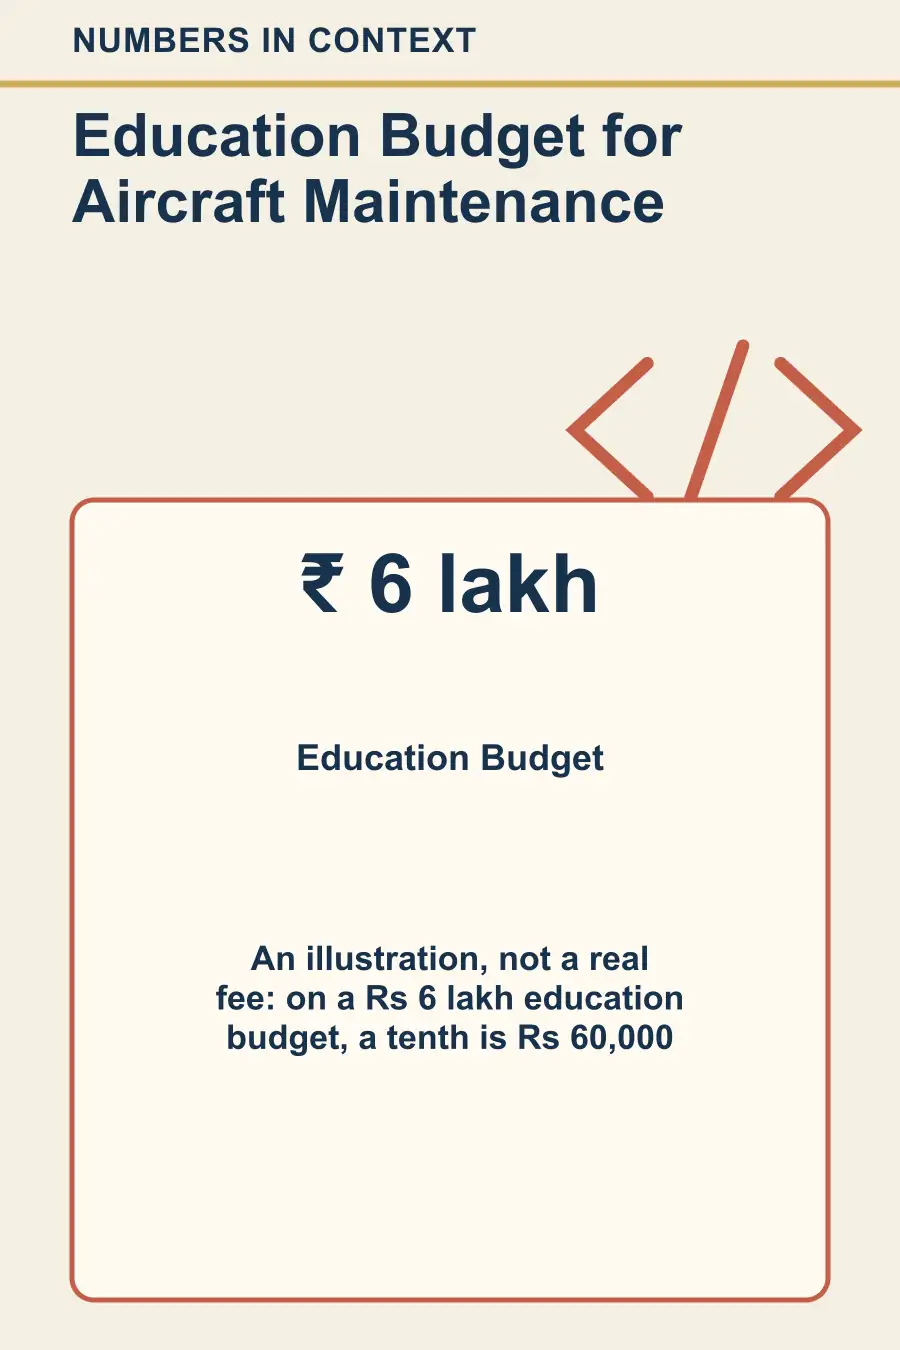 NUMBERS IN CONTEXT
Education Budget for
Aircraft Maintenance
₹ 6 lakh
Education Budget
An illustration, not a real
fee: on a Rs 6 lakh education
budget, a tenth is Rs 60,000